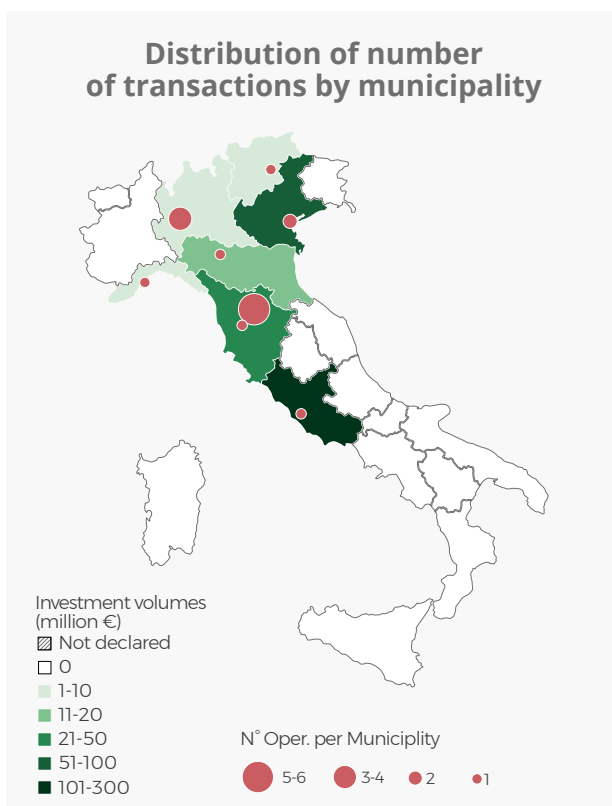 Distribution of number
of transactions by municipality
Investment volumes
(million €)
Not declared
0
1-10
11-20
21-50
51-100
101-300
N° Oper. per Municiplity
5-6
3-4
2
1